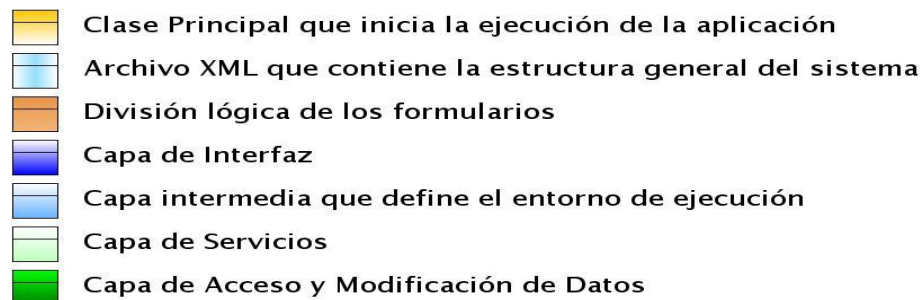 Clase Principal que inicia la ejecución de la aplicación
Archivo XML que contiene la estructura general del sistema
División lógica de los formularios
Capa de Interfaz
Capa intermedia que define el entorno de ejecución
Capa de Servicios
Capa de Acceso y Modificación de Datos